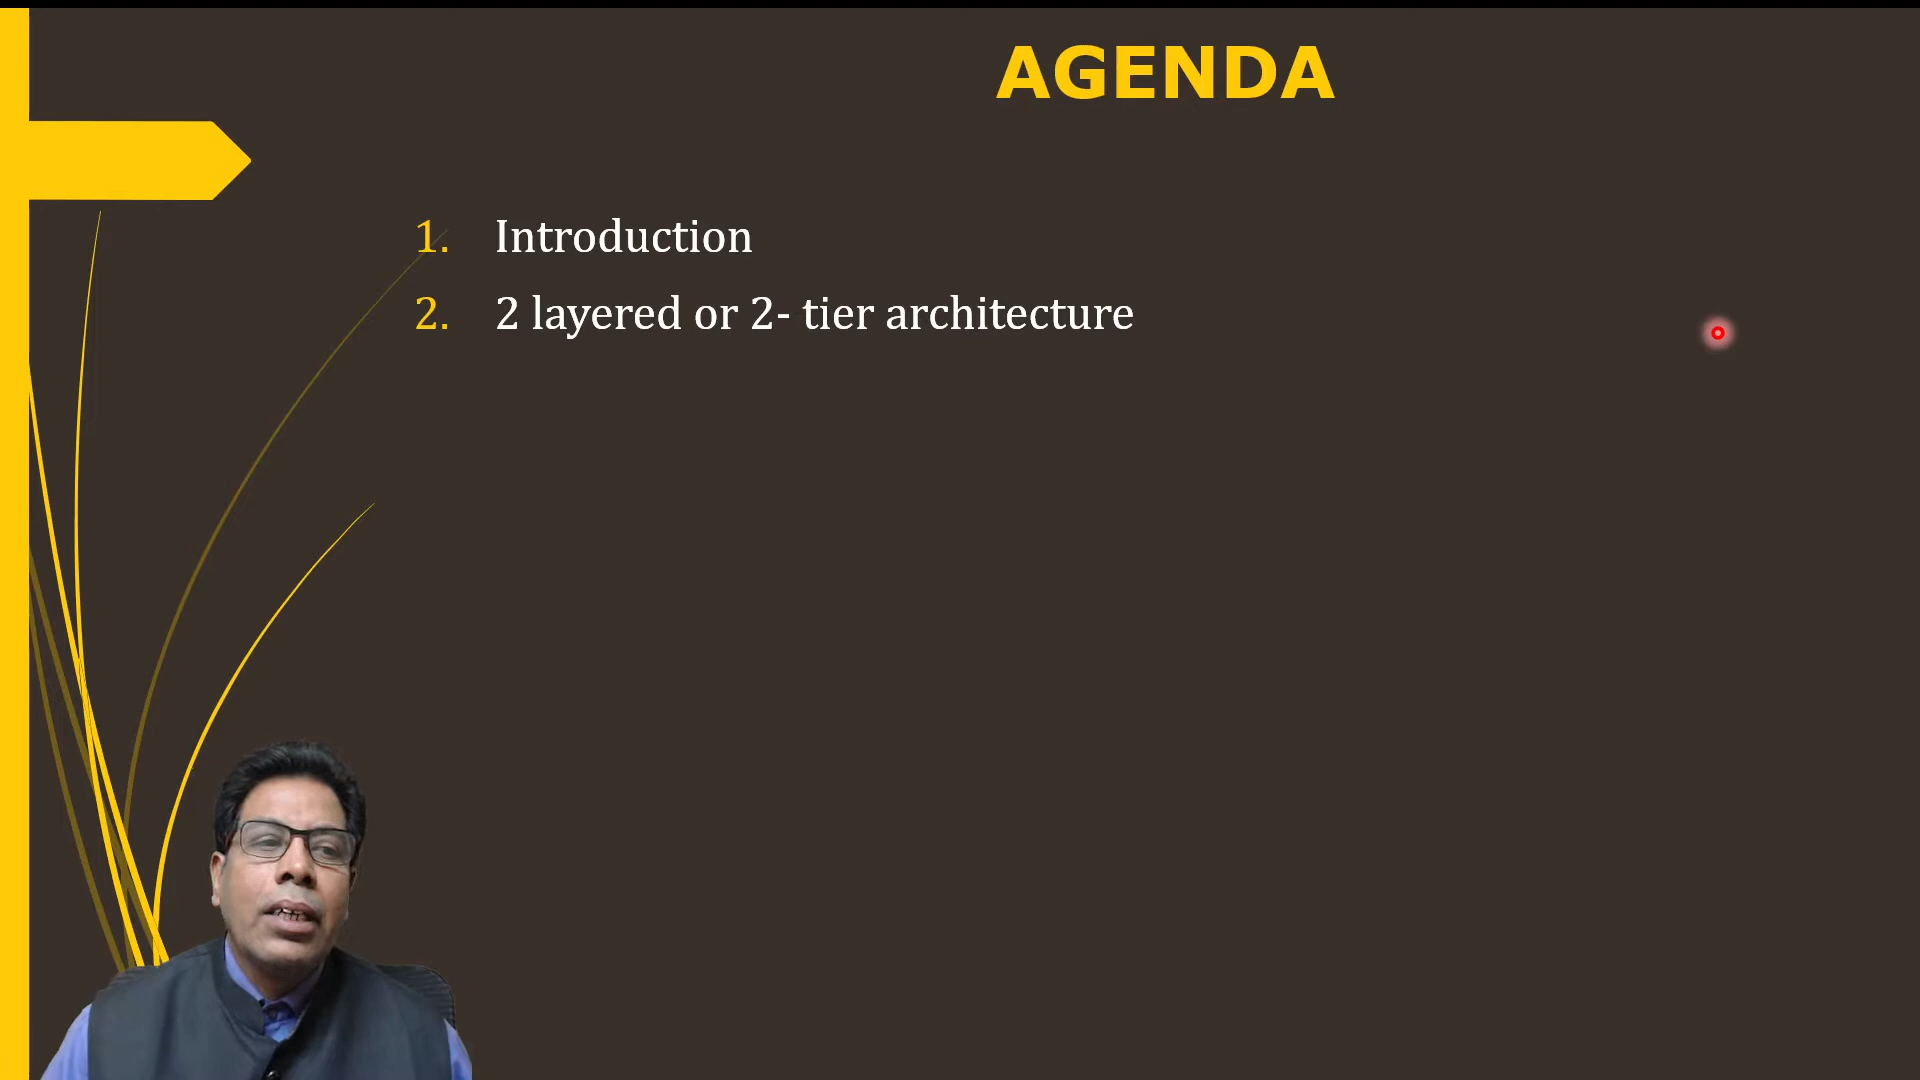 AGENDA
1. Introduction
2. 2 layered or 2- tier architecture